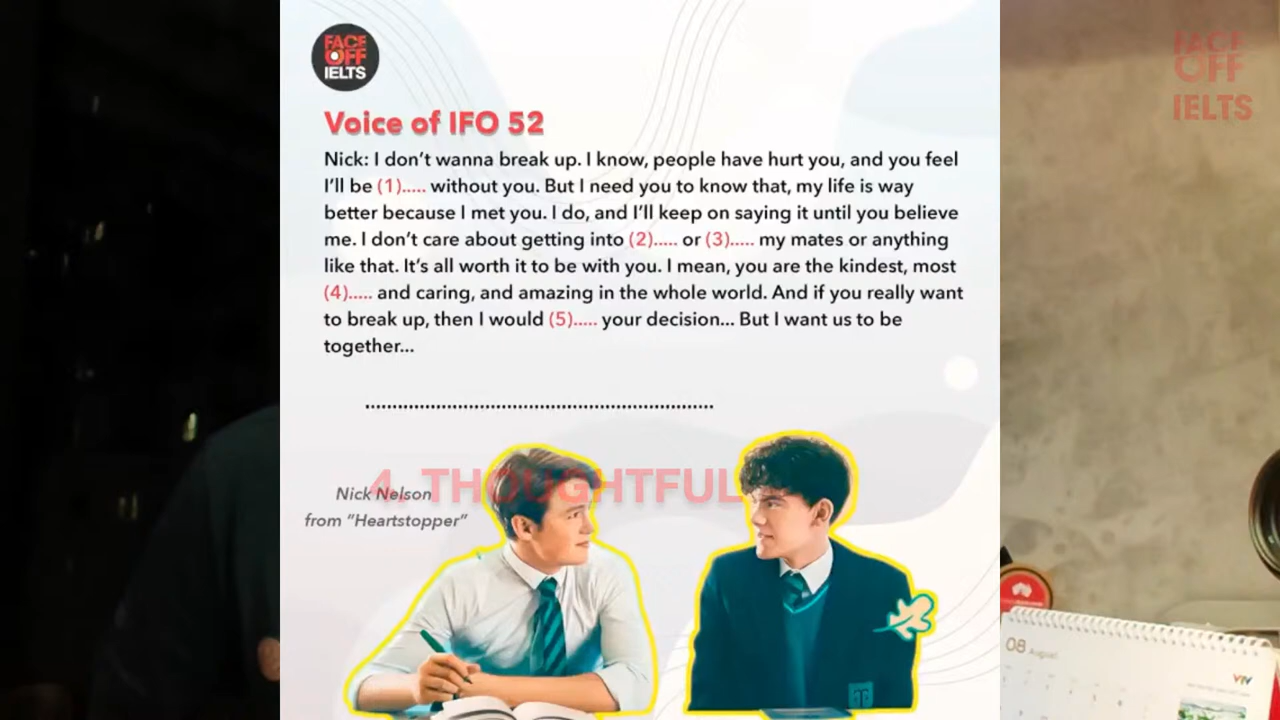 FACE
OFF
IELTS
FACE
OFF
IELTS
Voice of IFO 52
Nick: I don't wanna break up. I know, people have hurt you, and you feel
I'll be (1)..... without you. But I need you to know that, my life is way
better because I met you. I do, and I'll keep on saying it until you believe
me. I don't care about getting into (2)..... or (3)..... my mates or anything
like that. It's all worth it to be with you. I mean, you are the kindest, most
(4)..... and caring, and amazing in the whole world. And if you really want
to break up, then I would (5)..... your decision... But I want us to be
together...
............................................................
4. THOUGHTFUL
Nick Nelson
from "Heartstopper"
08 August
VTV